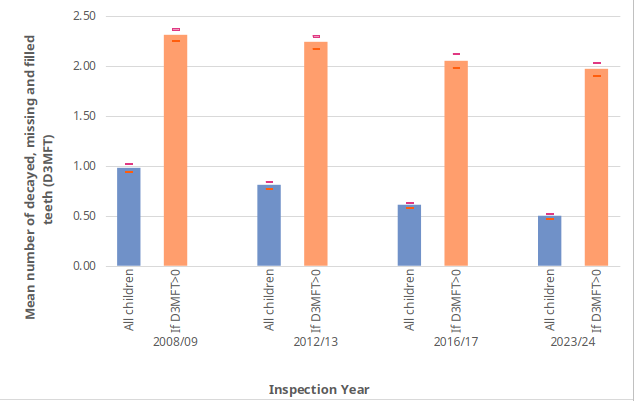 Mean number of decayed, missing and filled
teeth (D3MFT)
2.50
2.00
1.50
1.00
0.50
0.00
All children
If D3MFT>0
All children
If D3MFT>0
All children
If D3MFT>0
All children
If D3MFT>0
2008/09
2012/13
2016/17
2023/24
Inspection Year